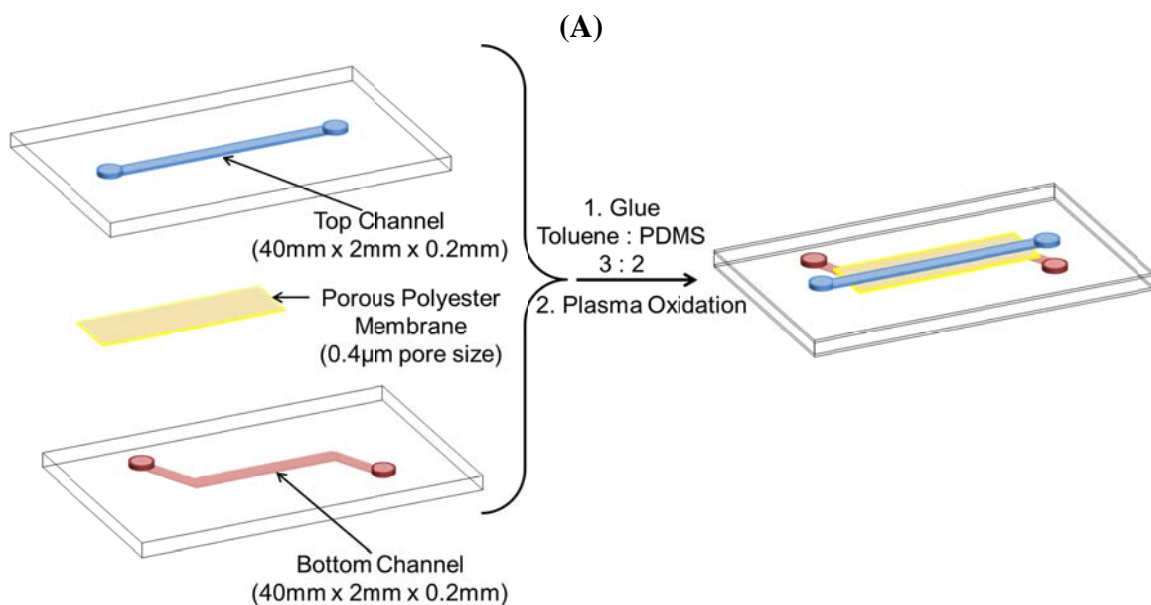 (A)
Top Channel
(40mm x 2mm x 0.2mm)
Porous Polyester
Membrane
(0.4µm pore size)
Bottom Channel
(40mm x 2mm x 0.2mm)
1. Glue
Toluene : PDMS
3 : 2
2. Plasma Oxidation